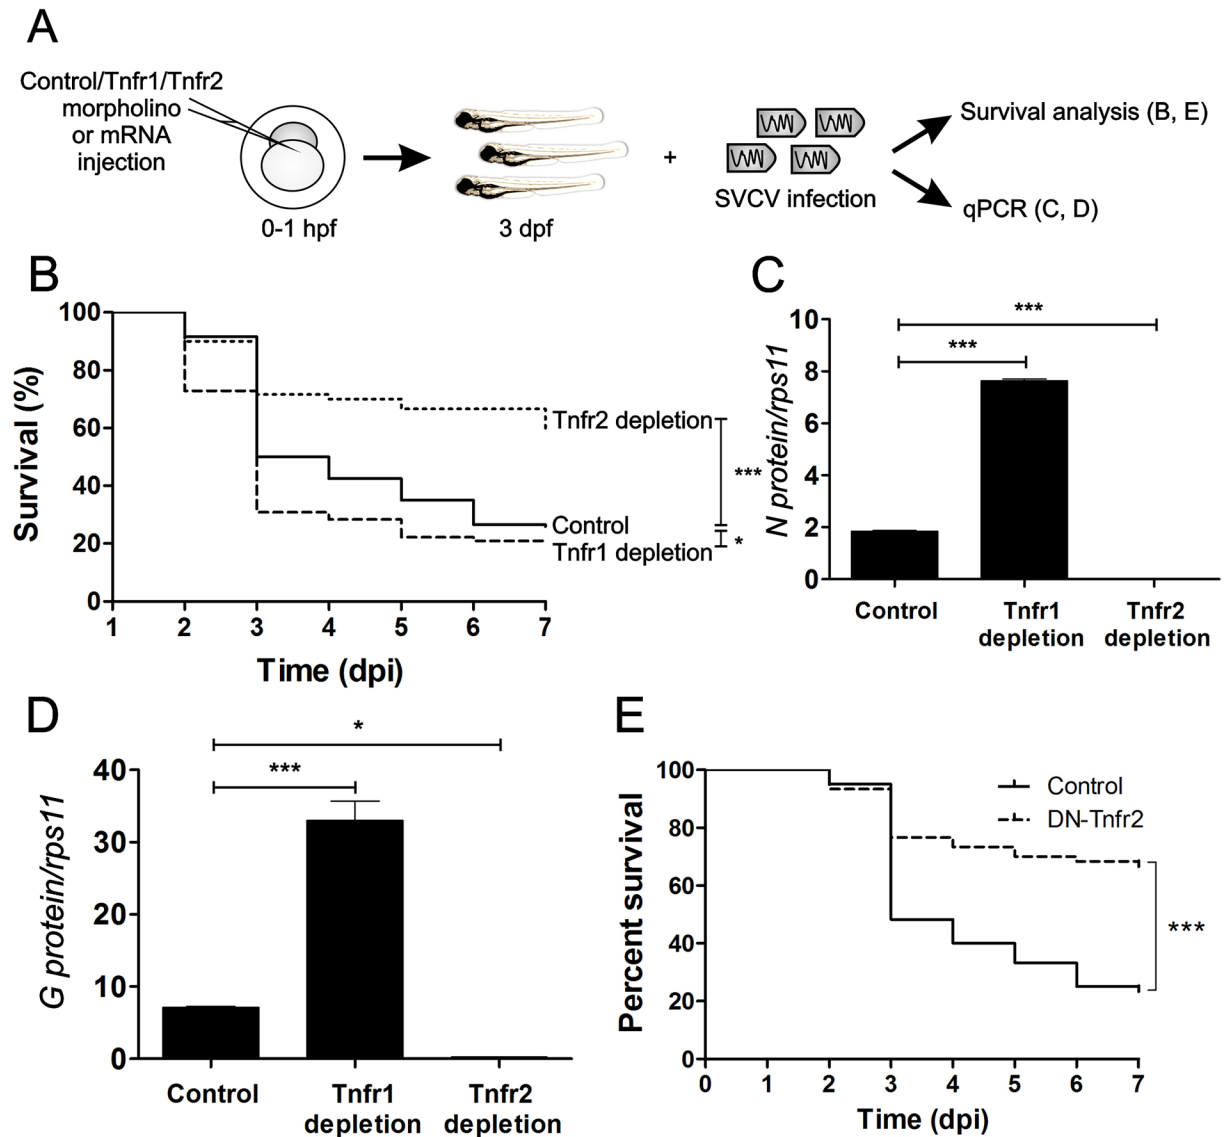 A
Control/Tnfr1/Tnfr2
morpholino
or mRNA
injection
0-1 hpf
3 dpf
+
SVCV infection
Survival analysis (B, E)
qPCR (C, D)
B
Survival (%)
100
80
60
40
20
0
1 2 3 4 5 6 7
Time (dpi)
Tnfr2 depletion
Control
Tnfr1 depletion
***
*
C
N protein/rps11
10
8
6
4
2
0
***
***
Control
Tnfr1
depletion
Tnfr2
depletion
D
G protein/rps11
40
30
20
10
0
*
***
Control
Tnfr1
depletion
Tnfr2
depletion
E
Percent survival
100
80
60
40
20
0
0 1 2 3 4 5 6 7
Time (dpi)
Control
DN-Tnfr2
***